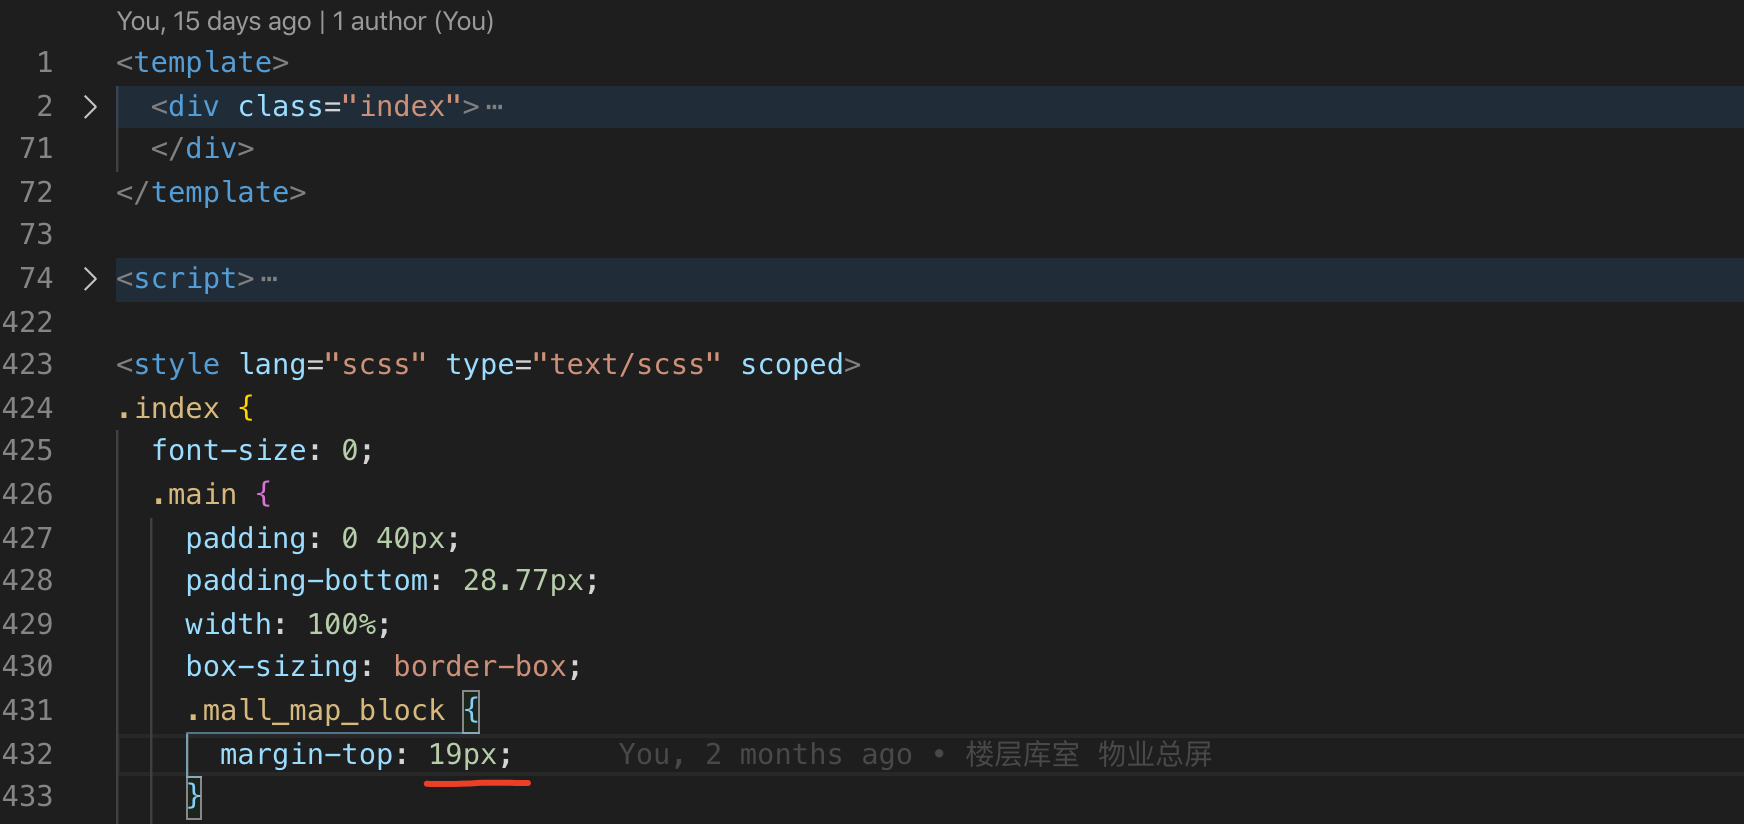 You, 15 days ago | 1 author (You)
1 <template>
2 > <div class="index">⋯
71 </div>
72 </template>
73
74 > <script>⋯
422
423 <style lang="scss" type="text/scss" scoped>
424 .index {
425 font-size: 0;
426 .main {
427 padding: 0 40px;
428 padding-bottom: 28.77px;
429 width: 100%;
430 box-sizing: border-box;
431 .mall_map_block {
432 margin-top: 19px; You, 2 months ago • 楼层库室 物业总屏
433 }